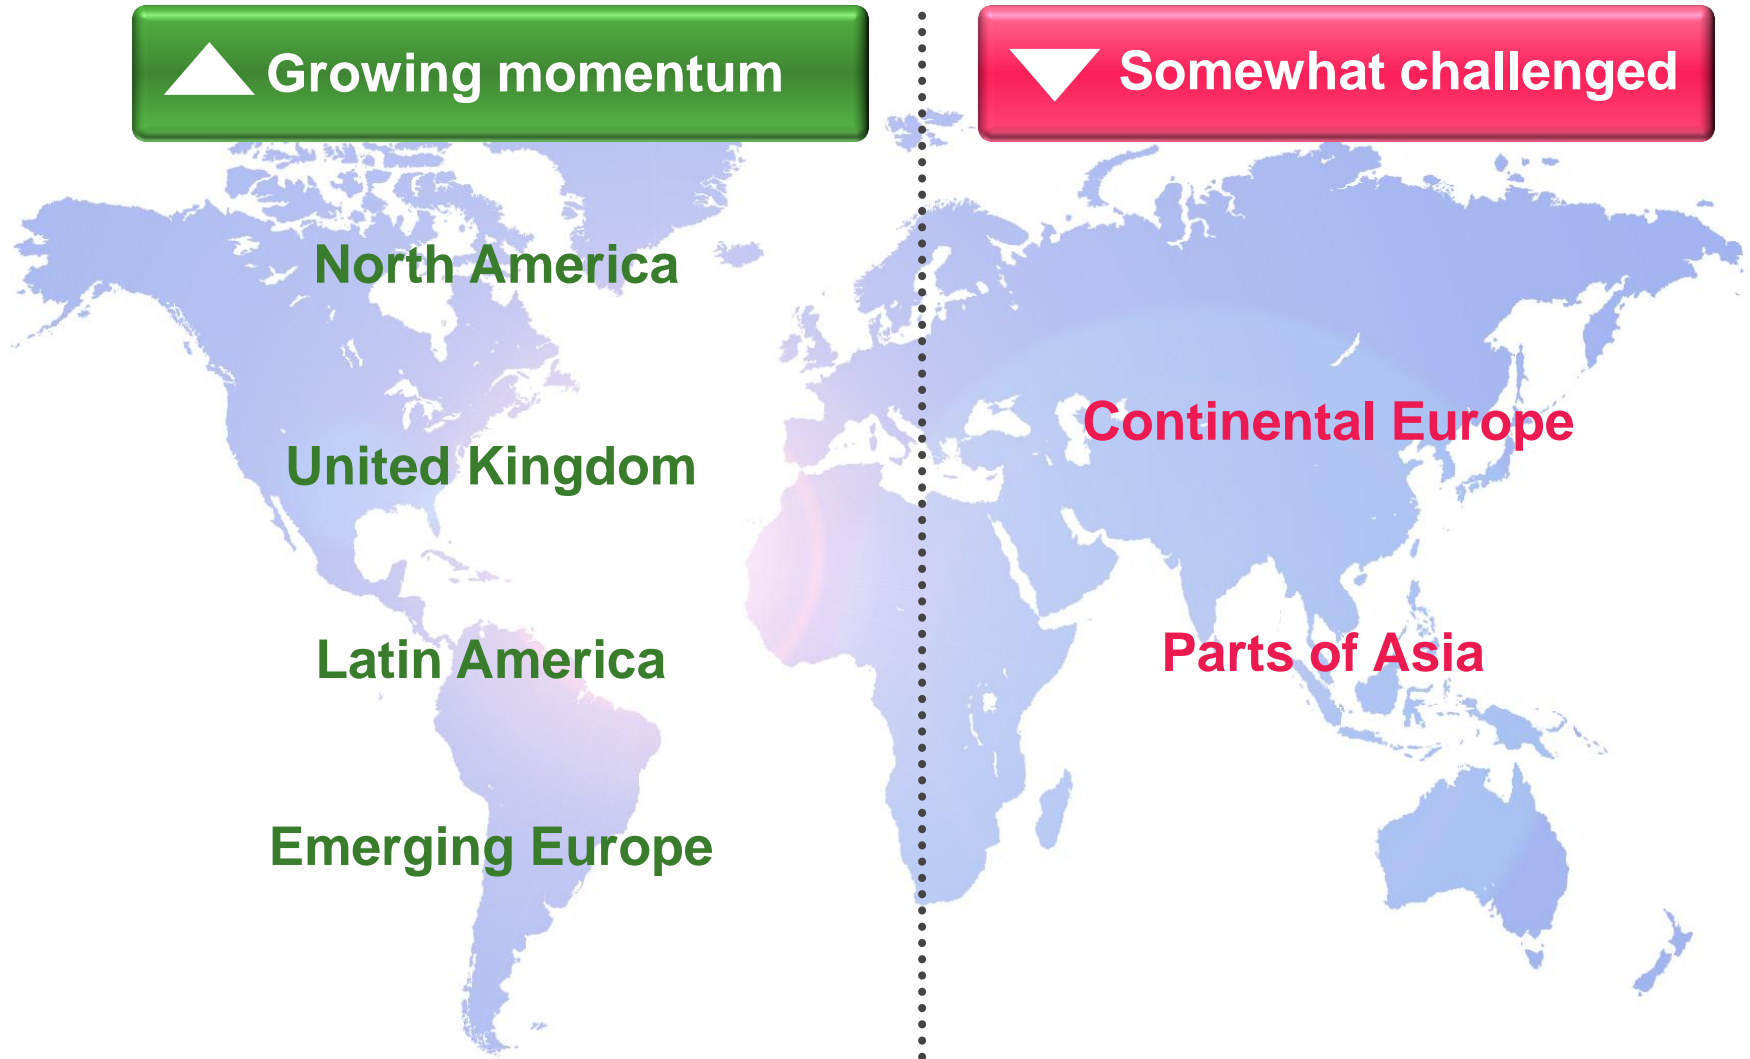 Growing momentum
North America
United Kingdom
Latin America
Emerging Europe
Somewhat challenged
Continental Europe
Parts of Asia